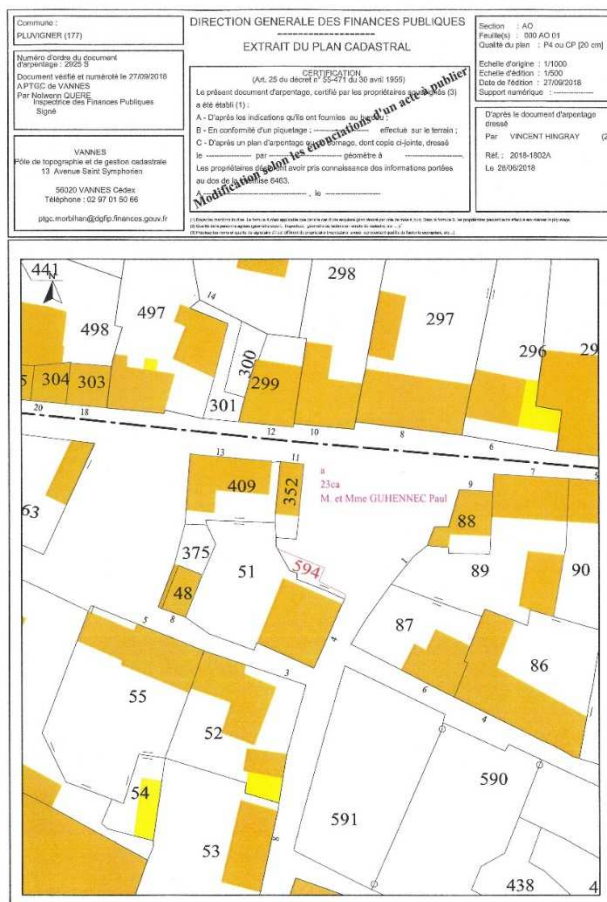 Commune :
PLUVIGNER (177)
Numéro d'ordre du document
d'arpentage : 2925 S
Document vérifié et numéroté le 27/09/2018
A PTGC de VANNES
Par Nolwenn QUERE
Inspectrice des Finances Publiques
Signé
VANNES
Pôle de topographie et de gestion cadastrale
13 Avenue Saint Symphorien
56020 VANNES Cédex
Téléphone : 02 97 01 50 66
ptgc.morbihan@dgfip.finances.gouv.fr
DIRECTION GENERALE DES FINANCES PUBLIQUES
EXTRAIT DU PLAN CADASTRAL
CERTIFICATION
(Art. 25 du décret n° 55-471 du 30 avril 1955)
Le présent document d'arpentage, certifié par les propriétaires (3)
a été établi (1) :
A - D'après les indications qu'ils ont fournies au bureau ;
B - En conformité d'un piquetage : effectué sur le terrain ;
C - D'après un plan d'arpentage ou de bornage, dont copie ci-jointe, dressé
le par géomètre à
Les propriétaires déclarent avoir pris connaissance des informations portées
au dos de la chemise 6463.
A , le
Modification selon les énonciations d'un acte à publier
Section : AO
Feuille(s) : 000 AO 01
Qualité du plan : P4 ou CP [20 cm]
Echelle d'origine : 1/1000
Echelle d'édition : 1/500
Date de l'édition : 27/09/2018
Support numérique :
D'après le document d'arpentage
dressé
Par VINCENT HINGRAY (2
Réf. : 2018-1802A
Le 28/06/2018
441
N
498
497
14
298
297
296
29
5
304
303
300
299
301
20
18
12
10
8
6
13
11
409
352
a
23ca
M. et Mme GUHENNEC Paul
7
5
9
88
63
375
51
594
1
89
90
48
8
4
87
86
5
3
6
4
55
52
54
53
8
591
590
438
4